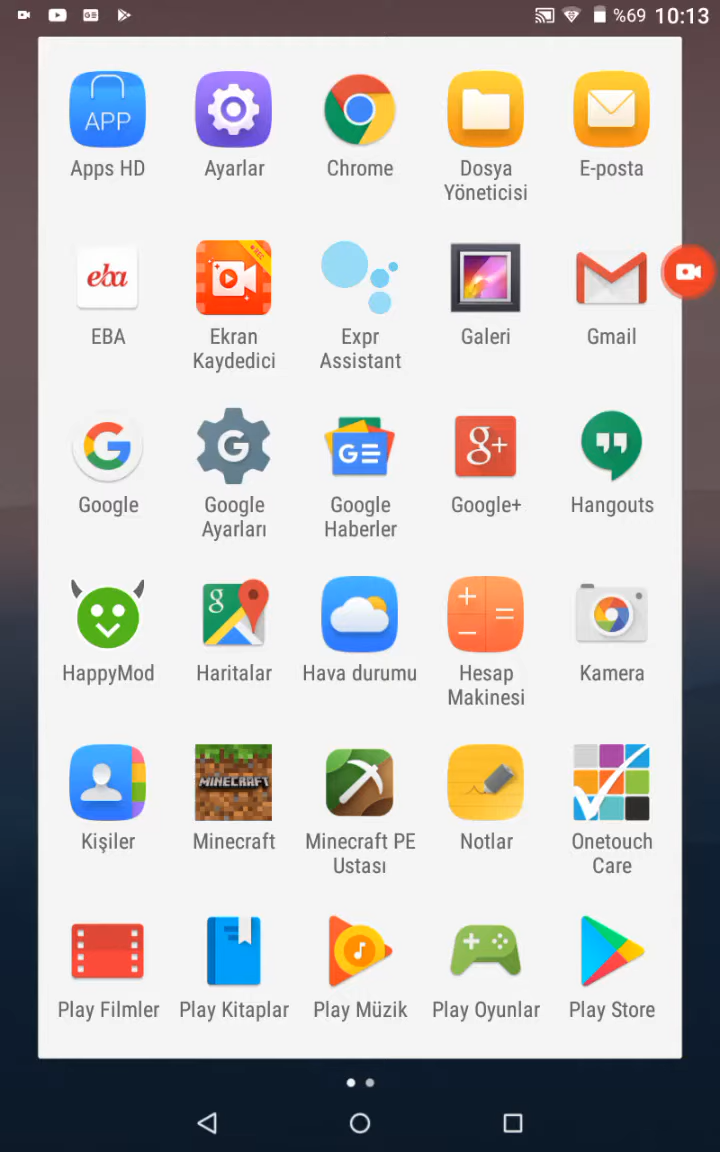 %69 10:13
APP
Apps HD
Ayarlar
Chrome
Dosya
Yöneticisi
E-posta
eba
REC
EBA
Ekran
Kaydedici
Expr
Assistant
Galeri
Gmail
G
G
GE
g+
Google
Google
Ayarları
Google
Haberler
Google+
Hangouts
g
HappyMod
Haritalar
Hava durumu
Hesap
Makinesi
Kamera
MINECRAFT
Kişiler
Minecraft
Minecraft PE
Ustası
Notlar
Onetouch
Care
Play Filmler
Play Kitaplar
Play Müzik
Play Oyunlar
Play Store